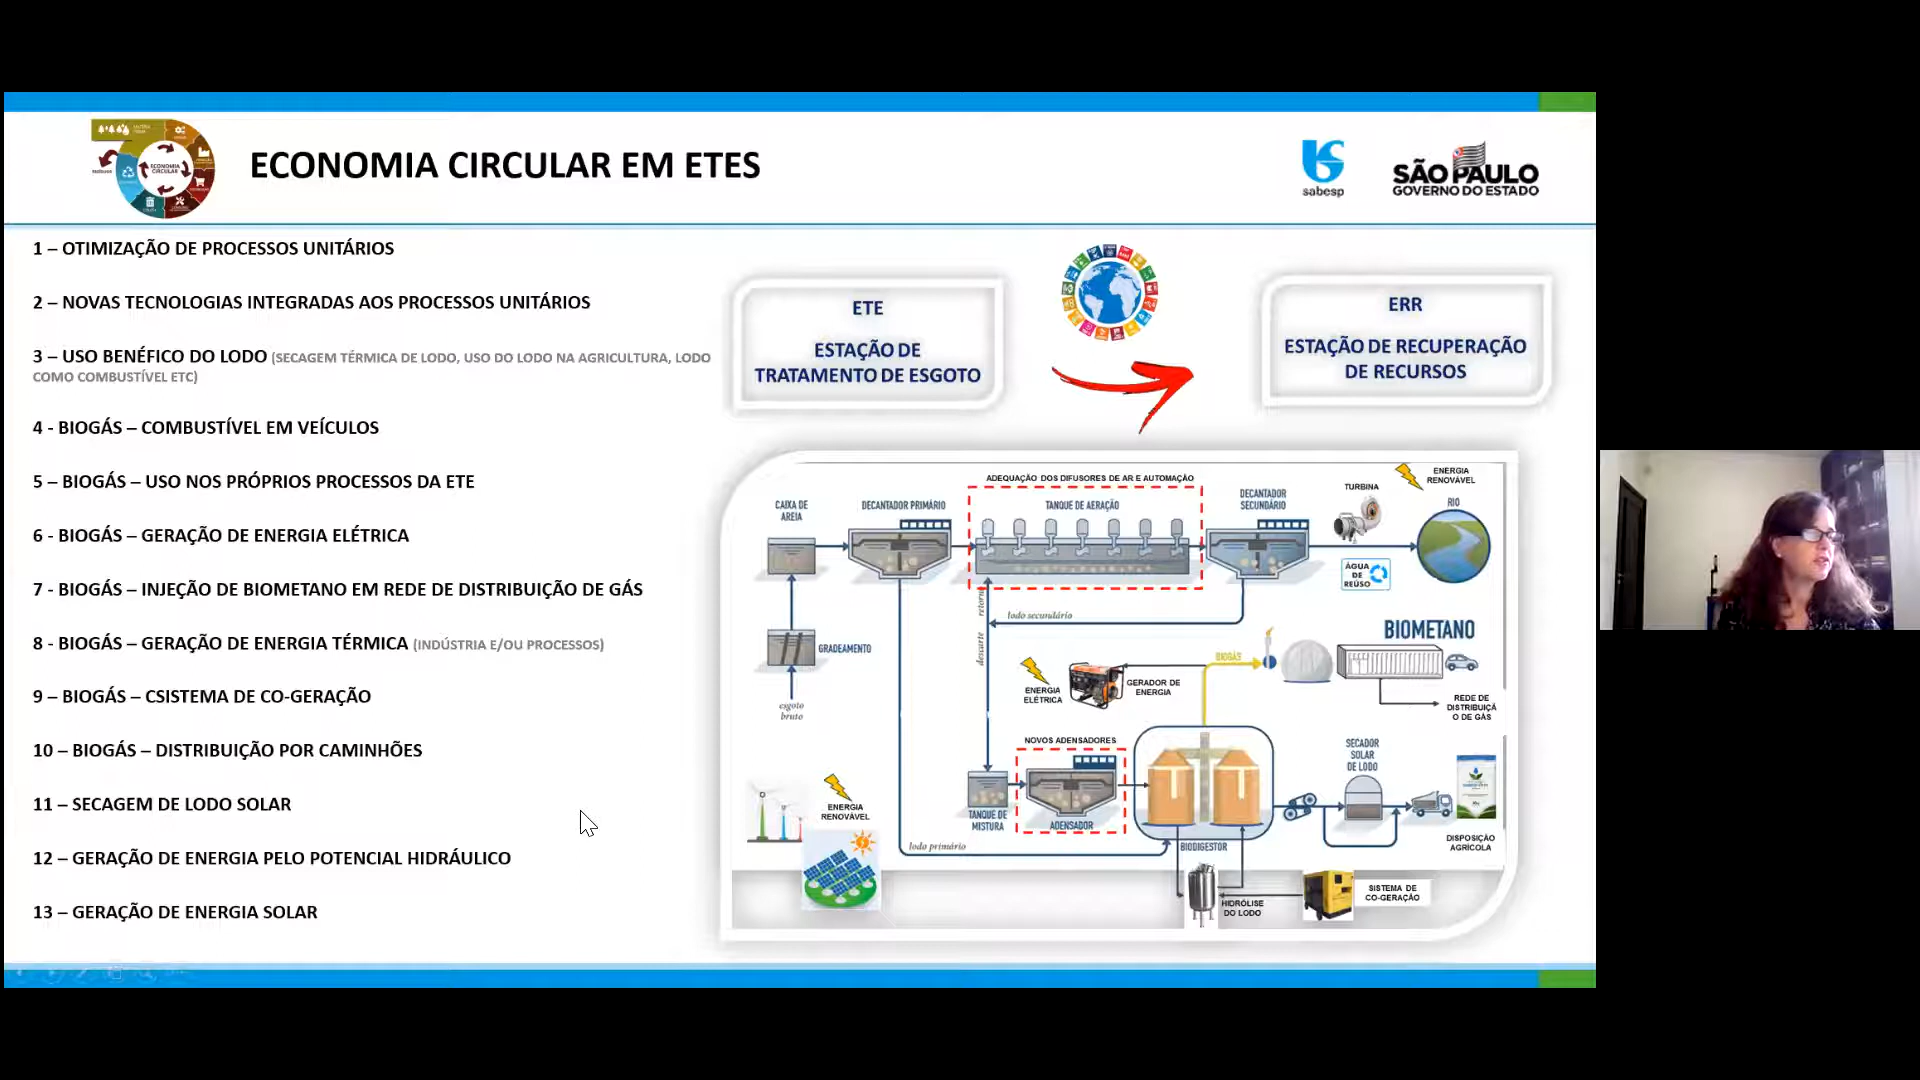 ECONOMIA
CIRCULAR
ECONOMIA CIRCULAR EM ETES
sabesp
SÃO PAULO
GOVERNO DO ESTADO
1 – OTIMIZAÇÃO DE PROCESSOS UNITÁRIOS
2 – NOVAS TECNOLOGIAS INTEGRADAS AOS PROCESSOS UNITÁRIOS
3 – USO BENÉFICO DO LODO (SECAGEM TÉRMICA DE LODO, USO DO LODO NA AGRICULTURA, LODO
COMO COMBUSTÍVEL ETC)
4 - BIOGÁS – COMBUSTÍVEL EM VEÍCULOS
5 – BIOGÁS – USO NOS PRÓPRIOS PROCESSOS DA ETE
6 - BIOGÁS – GERAÇÃO DE ENERGIA ELÉTRICA
7 - BIOGÁS – INJEÇÃO DE BIOMETANO EM REDE DE DISTRIBUIÇÃO DE GÁS
8 - BIOGÁS – GERAÇÃO DE ENERGIA TÉRMICA (INDÚSTRIA E/OU PROCESSOS)
9 – BIOGÁS – CSISTEMA DE CO-GERAÇÃO
10 – BIOGÁS – DISTRIBUIÇÃO POR CAMINHÕES
11 – SECAGEM DE LODO SOLAR
12 – GERAÇÃO DE ENERGIA PELO POTENCIAL HIDRÁULICO
13 – GERAÇÃO DE ENERGIA SOLAR
ETE
ESTAÇÃO DE
TRATAMENTO DE ESGOTO
ERR
ESTAÇÃO DE RECUPERAÇÃO
DE RECURSOS
ADEQUAÇÃO DOS DIFUSORES DE AR E AUTOMAÇÃO
CAIXA DE
AREIA
DECANTADOR PRIMÁRIO
TANQUE DE AERAÇÃO
DECANTADOR
SECUNDÁRIO
TURBINA
ENERGIA
RENOVÁVEL
RIO
ÁGUA
DE
REÚSO
retorno
lodo secundário
descarte
GRADEAMENTO
esgoto
bruto
BIOMETANO
BIOGÁS
ENERGIA
ELÉTRICA
GERADOR DE
ENERGIA
REDE DE
DISTRIBUIÇÃ
O DE GÁS
NOVOS ADENSADORES
SECADOR
SOLAR
DE LODO
ENERGIA
RENOVÁVEL
TANQUE DE
MISTURA
ADENSADOR
DISPOSIÇÃO
AGRÍCOLA
lodo primário
BIODIGESTOR
HIDRÓLISE
DO LODO
SISTEMA DE
CO-GERAÇÃO